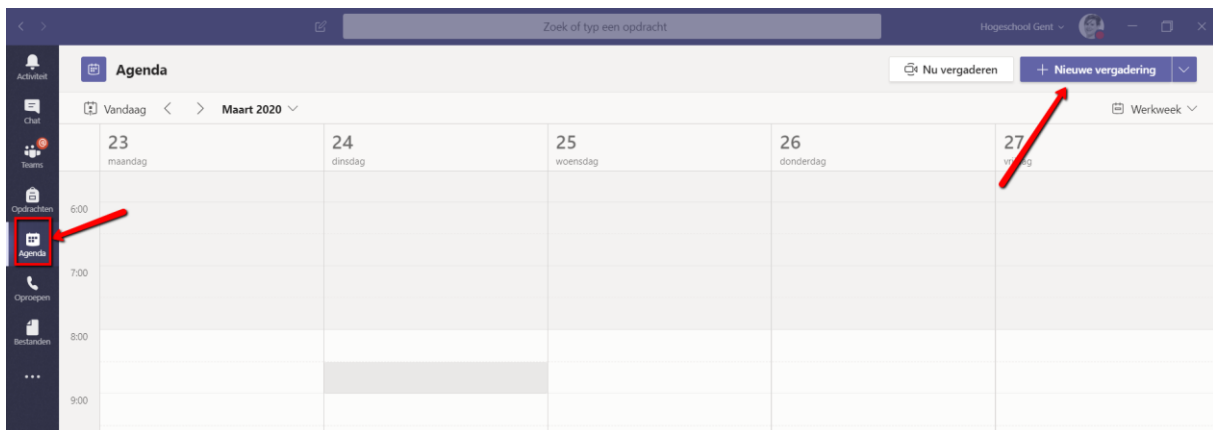 Zoek of typ een opdracht
Hogeschool Gent
Activiteit
Chat
Teams
Opdrachten
Agenda
Oproepen
Bestanden
Agenda
Nu vergaderen
+ Nieuwe vergadering
Vandaag
Maart 2020
Werkweek
23 24 25 26 27
maandag dinsdag woensdag donderdag vrijdag
6:00
7:00
8:00
9:00